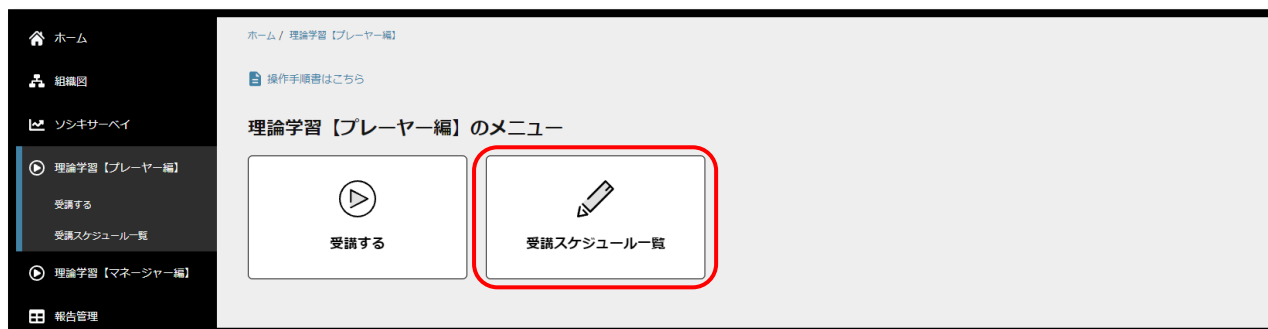 ホーム
組織図
ソシキサーベイ
理論学習【プレーヤー編】
受講する
受講スケジュール一覧
理論学習【マネージャー編】
報告管理
ホーム / 理論学習【プレーヤー編】
操作手順書はこちら
理論学習【プレーヤー編】のメニュー
受講する
受講スケジュール一覧